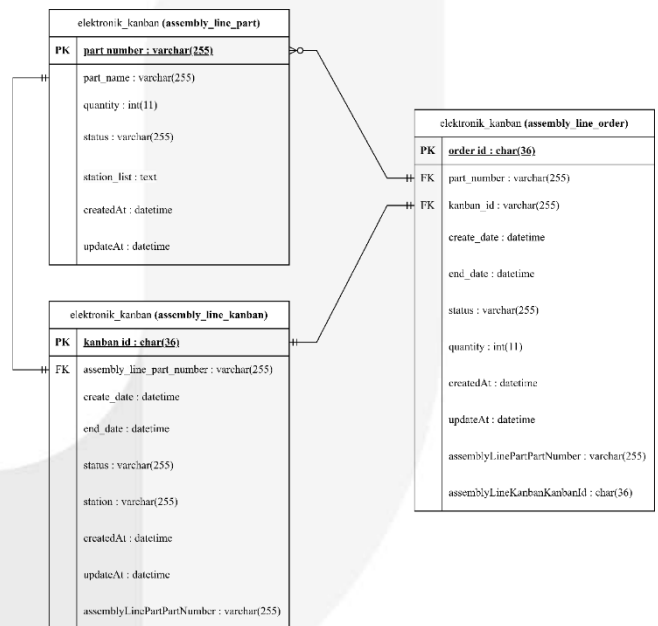 elektronik_kanban (assembly_line_part)
PK part number : varchar(255)
part_name : varchar(255)
quantity : int(11)
status : varchar(255)
station_list : text
createdAt : datetime
updateAt : datetime
elektronik_kanban (assembly_line_kanban)
PK kanban id : char(36)
FK assembly_line_part_number : varchar(255)
create_date : datetime
end_date : datetime
status : varchar(255)
station : varchar(255)
createdAt : datetime
updateAt : datetime
assemblyLinePartPartNumber : varchar(255)
elektronik_kanban (assembly_line_order)
PK order id : char(36)
FK part_number : varchar(255)
FK kanban_id : varchar(255)
create_date : datetime
end_date : datetime
status : varchar(255)
quantity : int(11)
createdAt : datetime
updateAt : datetime
assemblyLinePartPartNumber : varchar(255)
assemblyLineKanbanKanbanId : char(36)